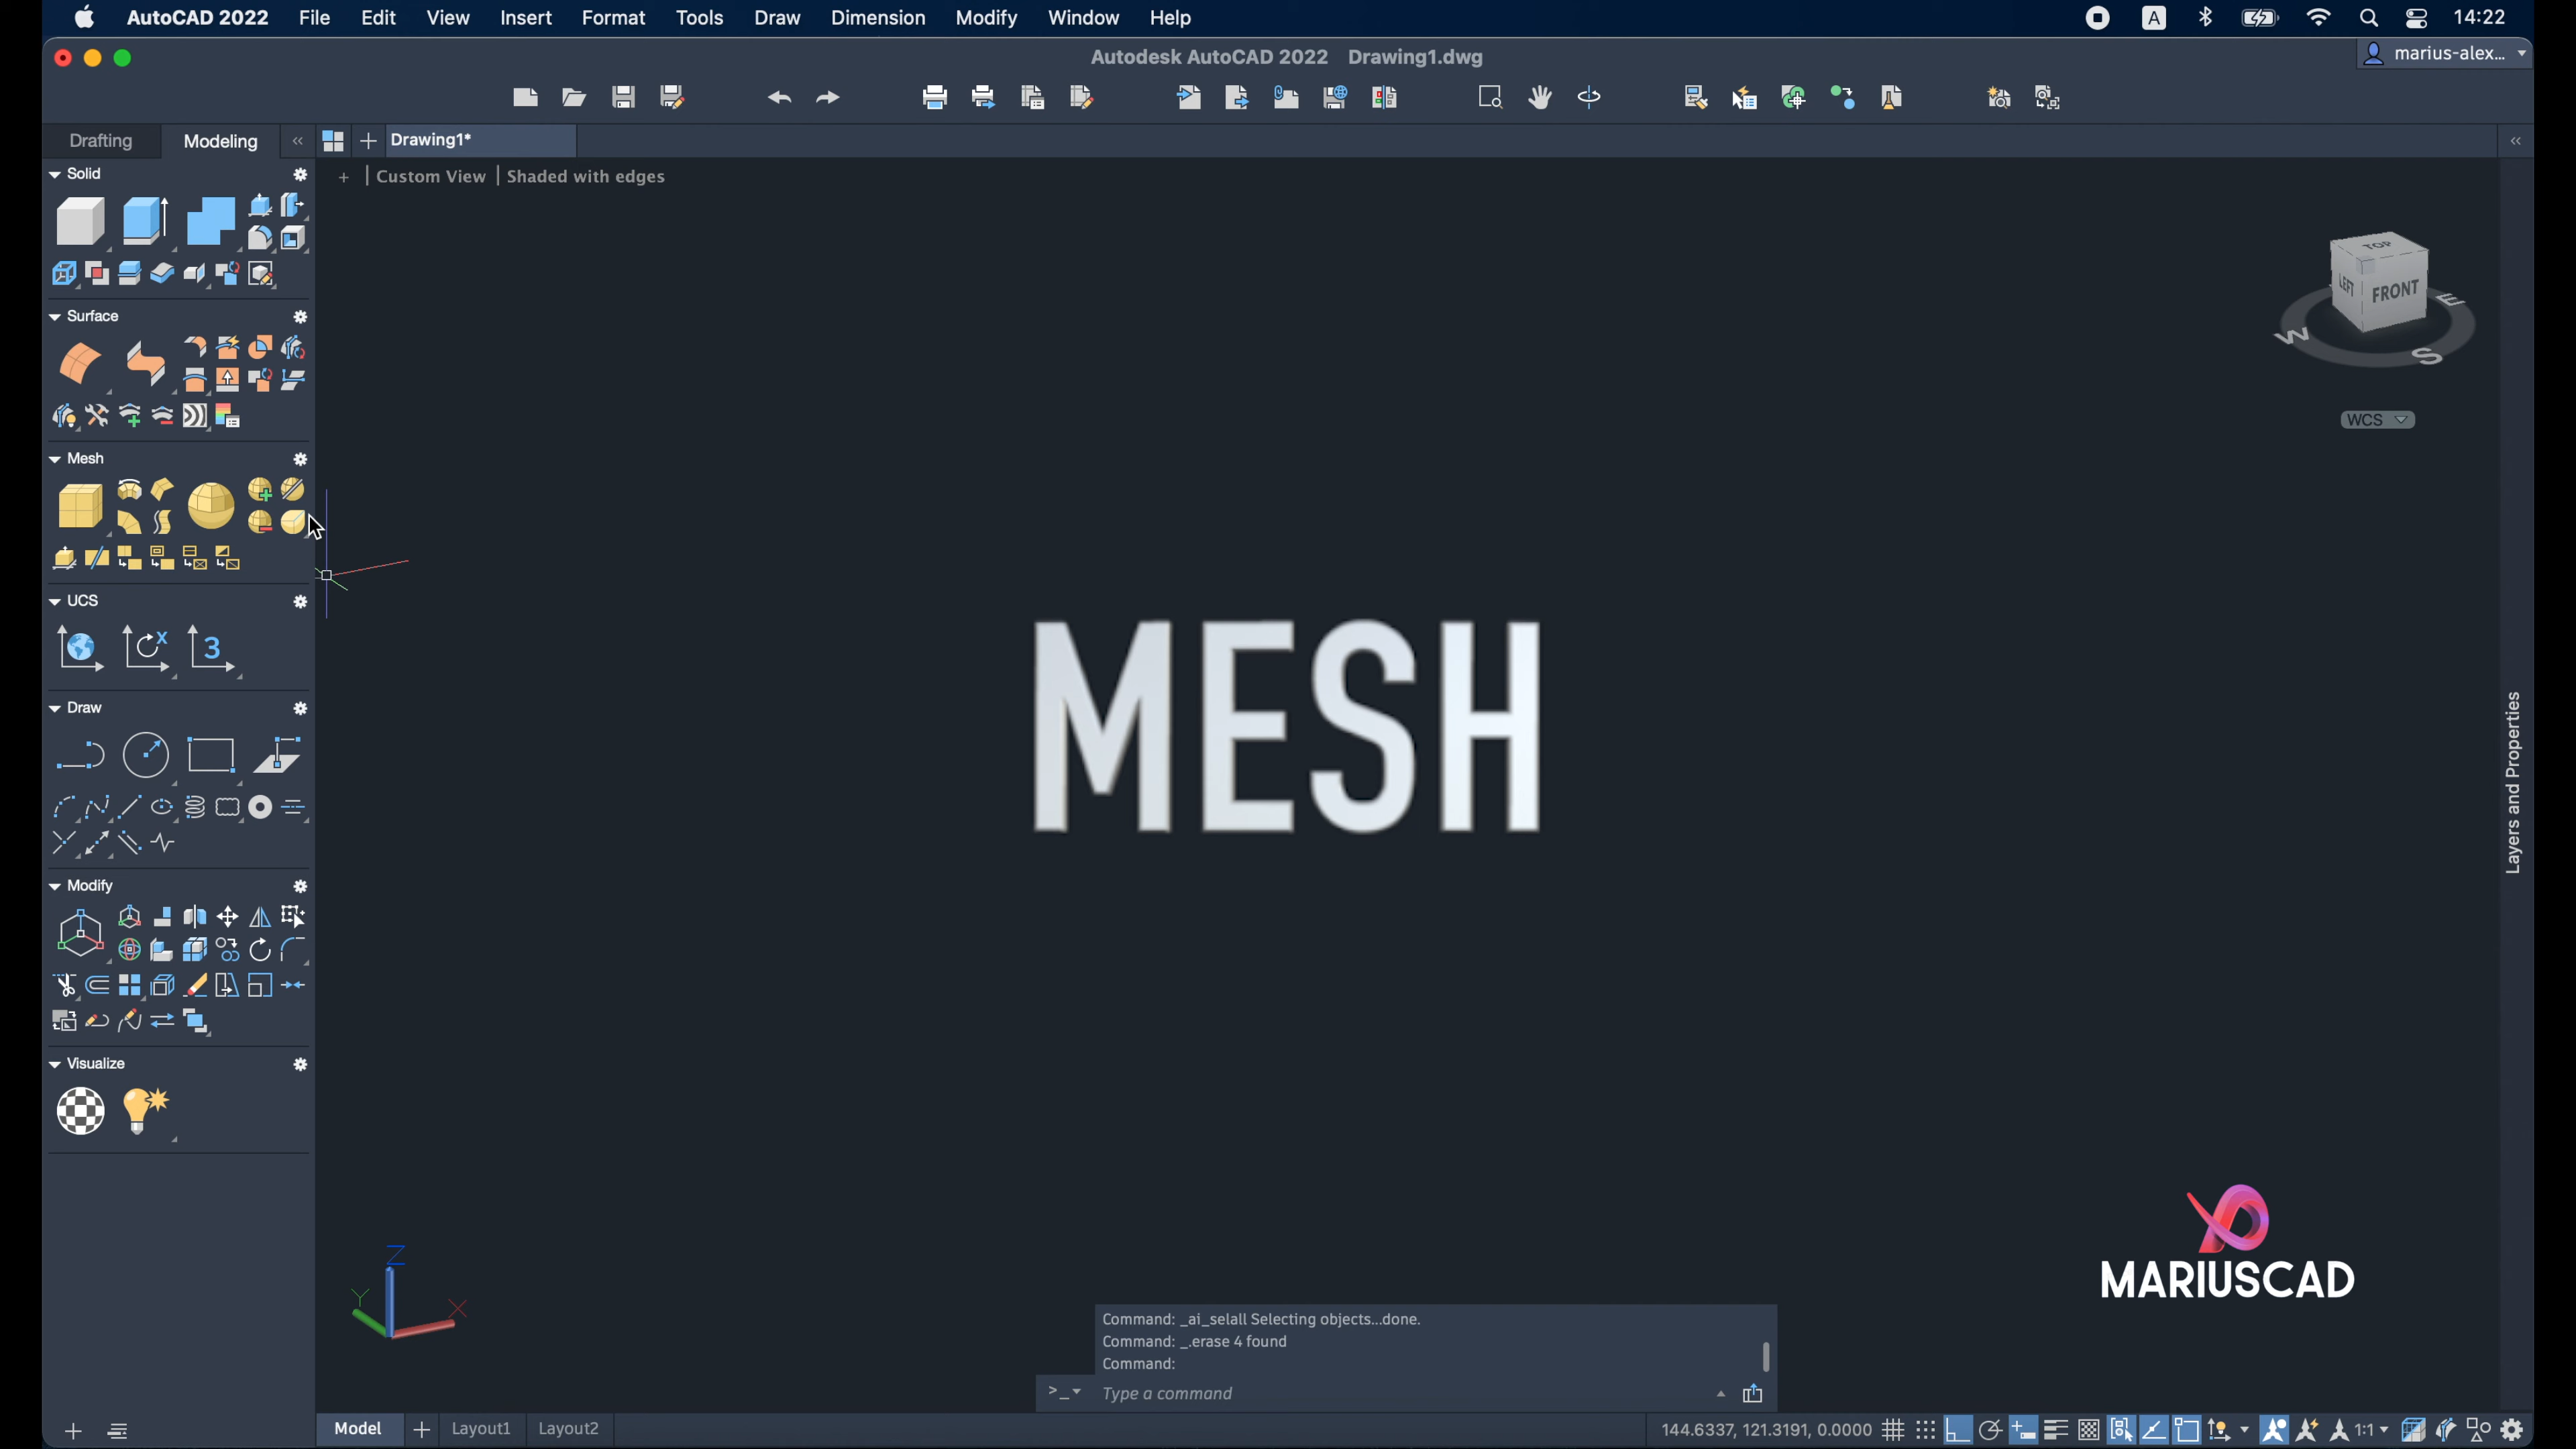 AutoCAD 2022 File Edit View Insert Format Tools Draw Dimension Modify Window Help A 14:22
Autodesk AutoCAD 2022 Drawing1.dwg marius-alex...
Drafting Modeling Drawing1*
Solid
+ Custom View Shaded with edges
TOP
LEFT FRONT
W S E
WCS
Surface
Mesh
UCS
X 3
Draw
Modify
Visualize
MESH
Layers and Properties
Z
Y X
MARIUSCAD
Command: _ai_selall Selecting objects...done.
Command: _.erase 4 found
Command:
>_ Type a command
Model Layout1 Layout2 144.6337, 121.3191, 0.0000 1:1